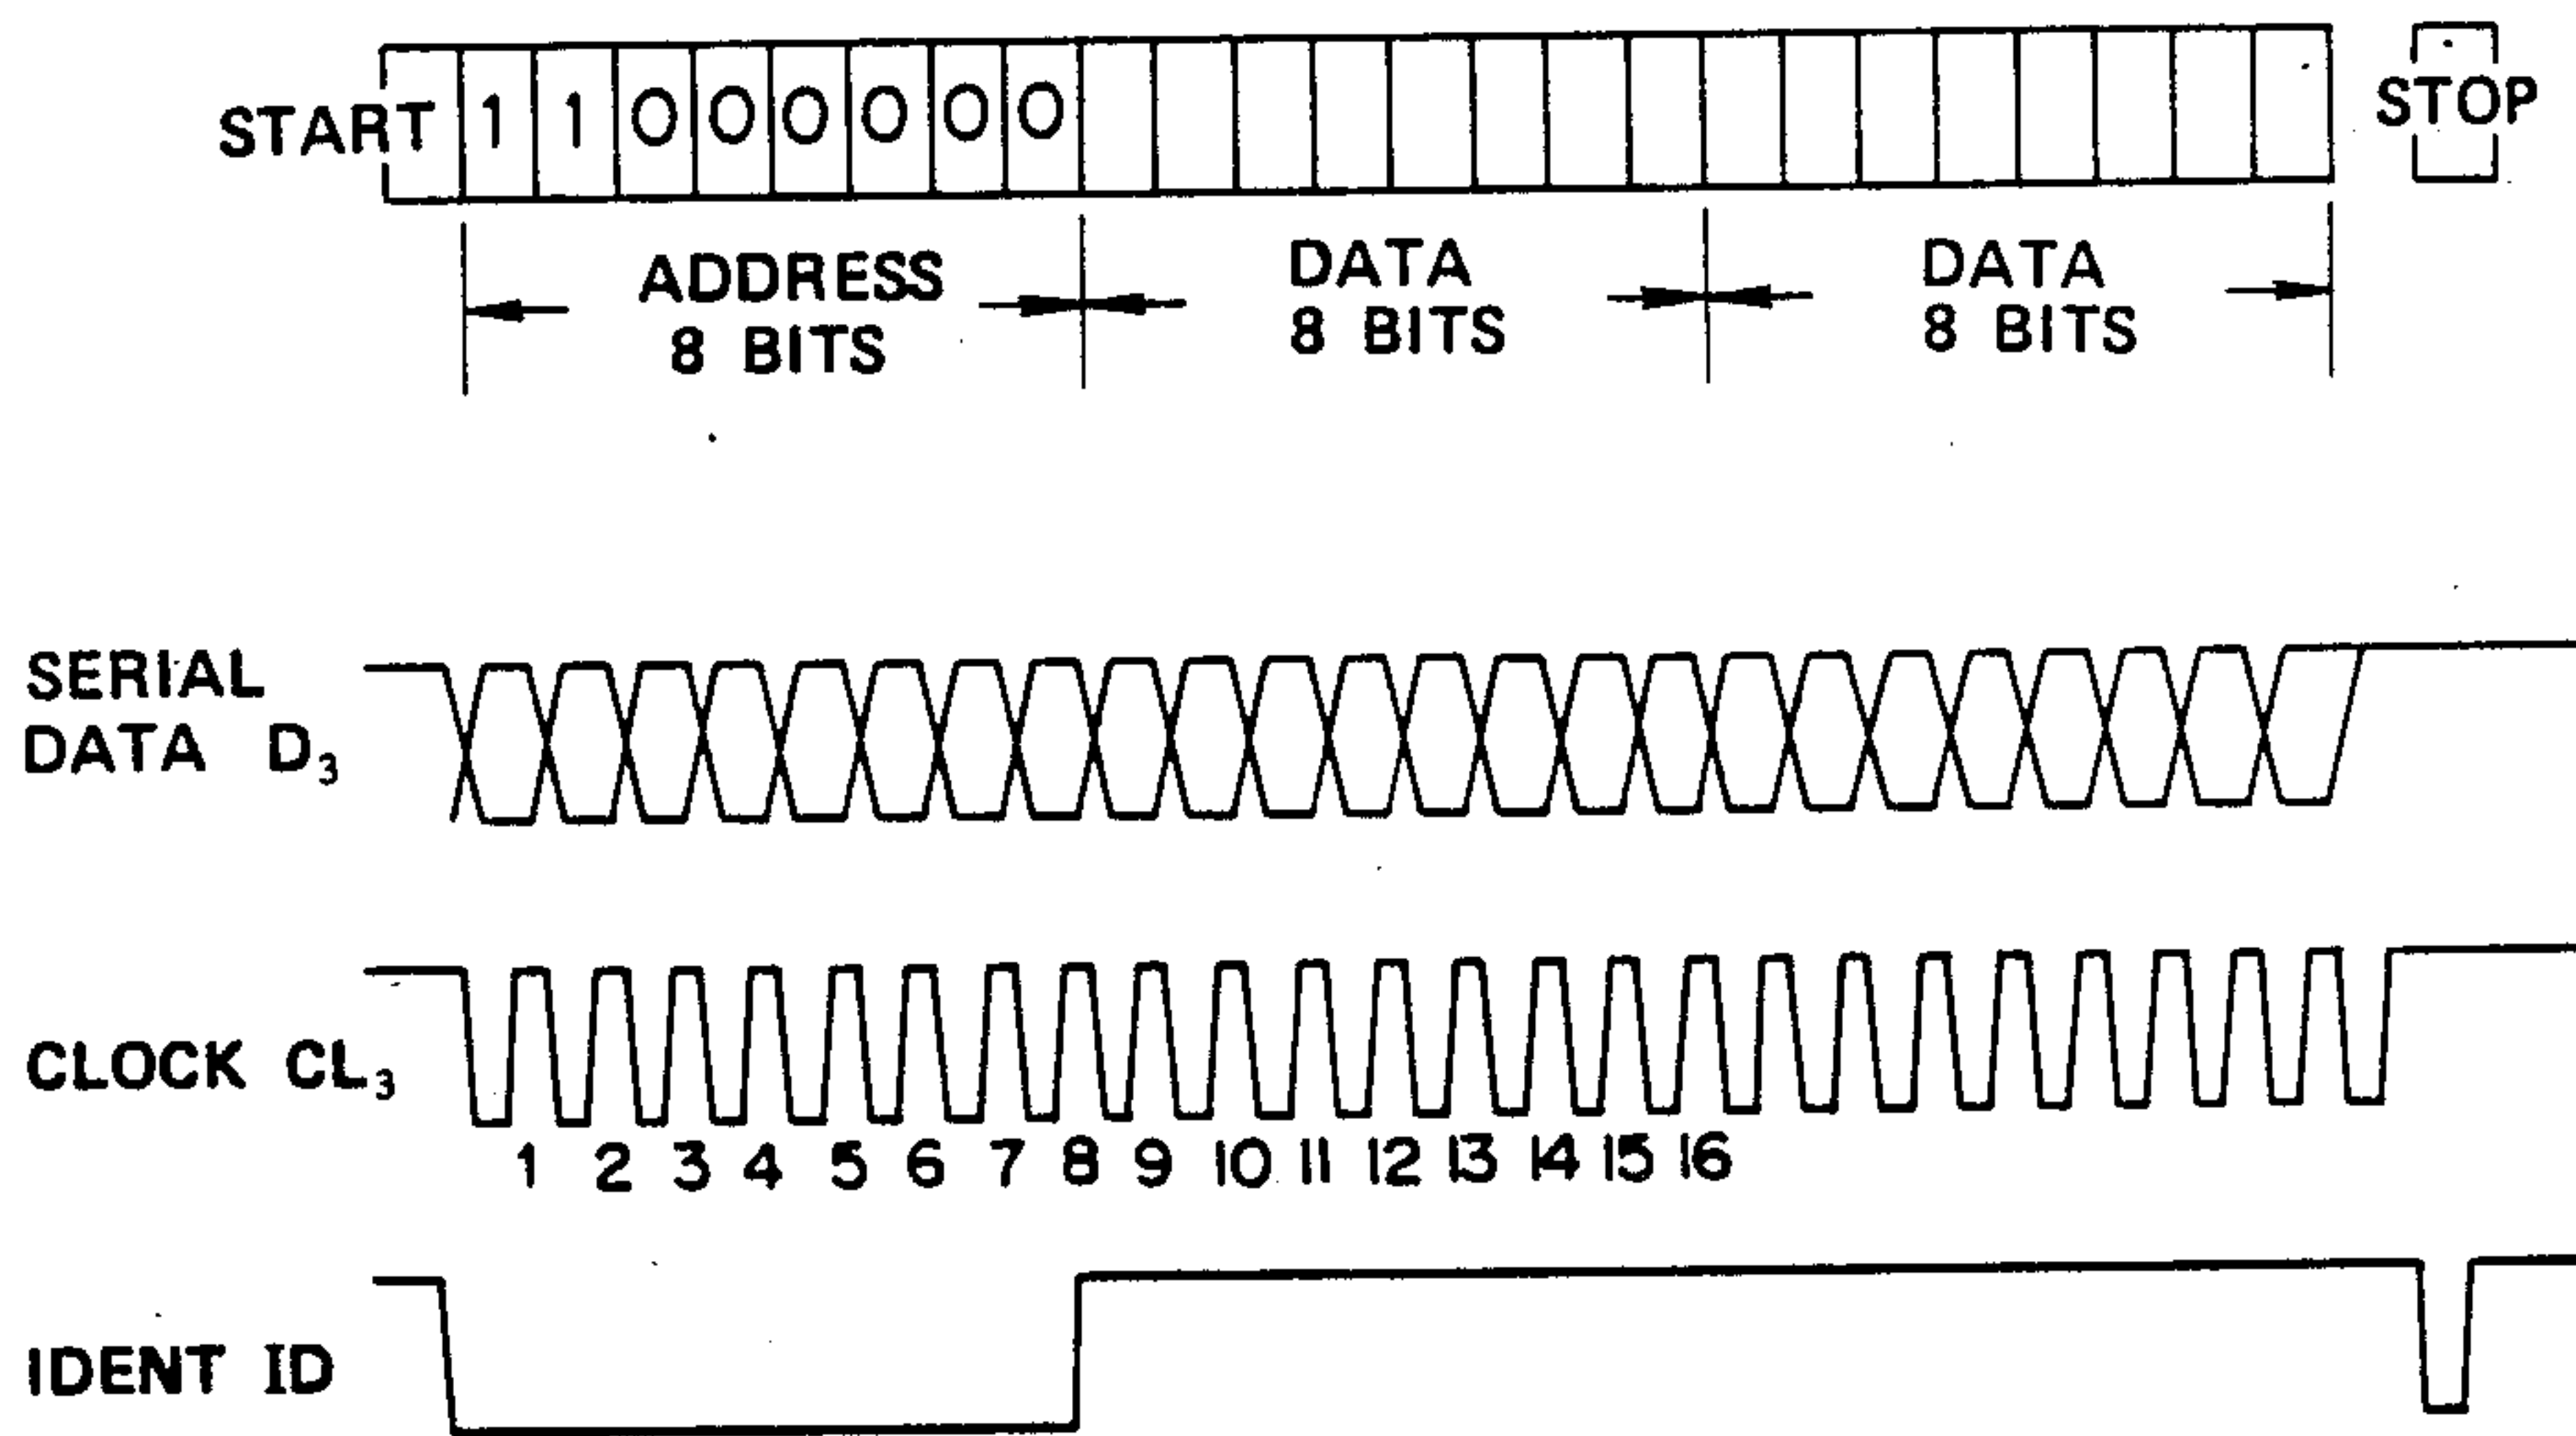 START 1 1 0 0 0 0 0 0 STOP
ADDRESS
8 BITS
DATA
8 BITS
DATA
8 BITS
SERIAL
DATA D₃
CLOCK CL₃
1 2 3 4 5 6 7 8 9 10 11 12 13 14 15 16
IDENT ID